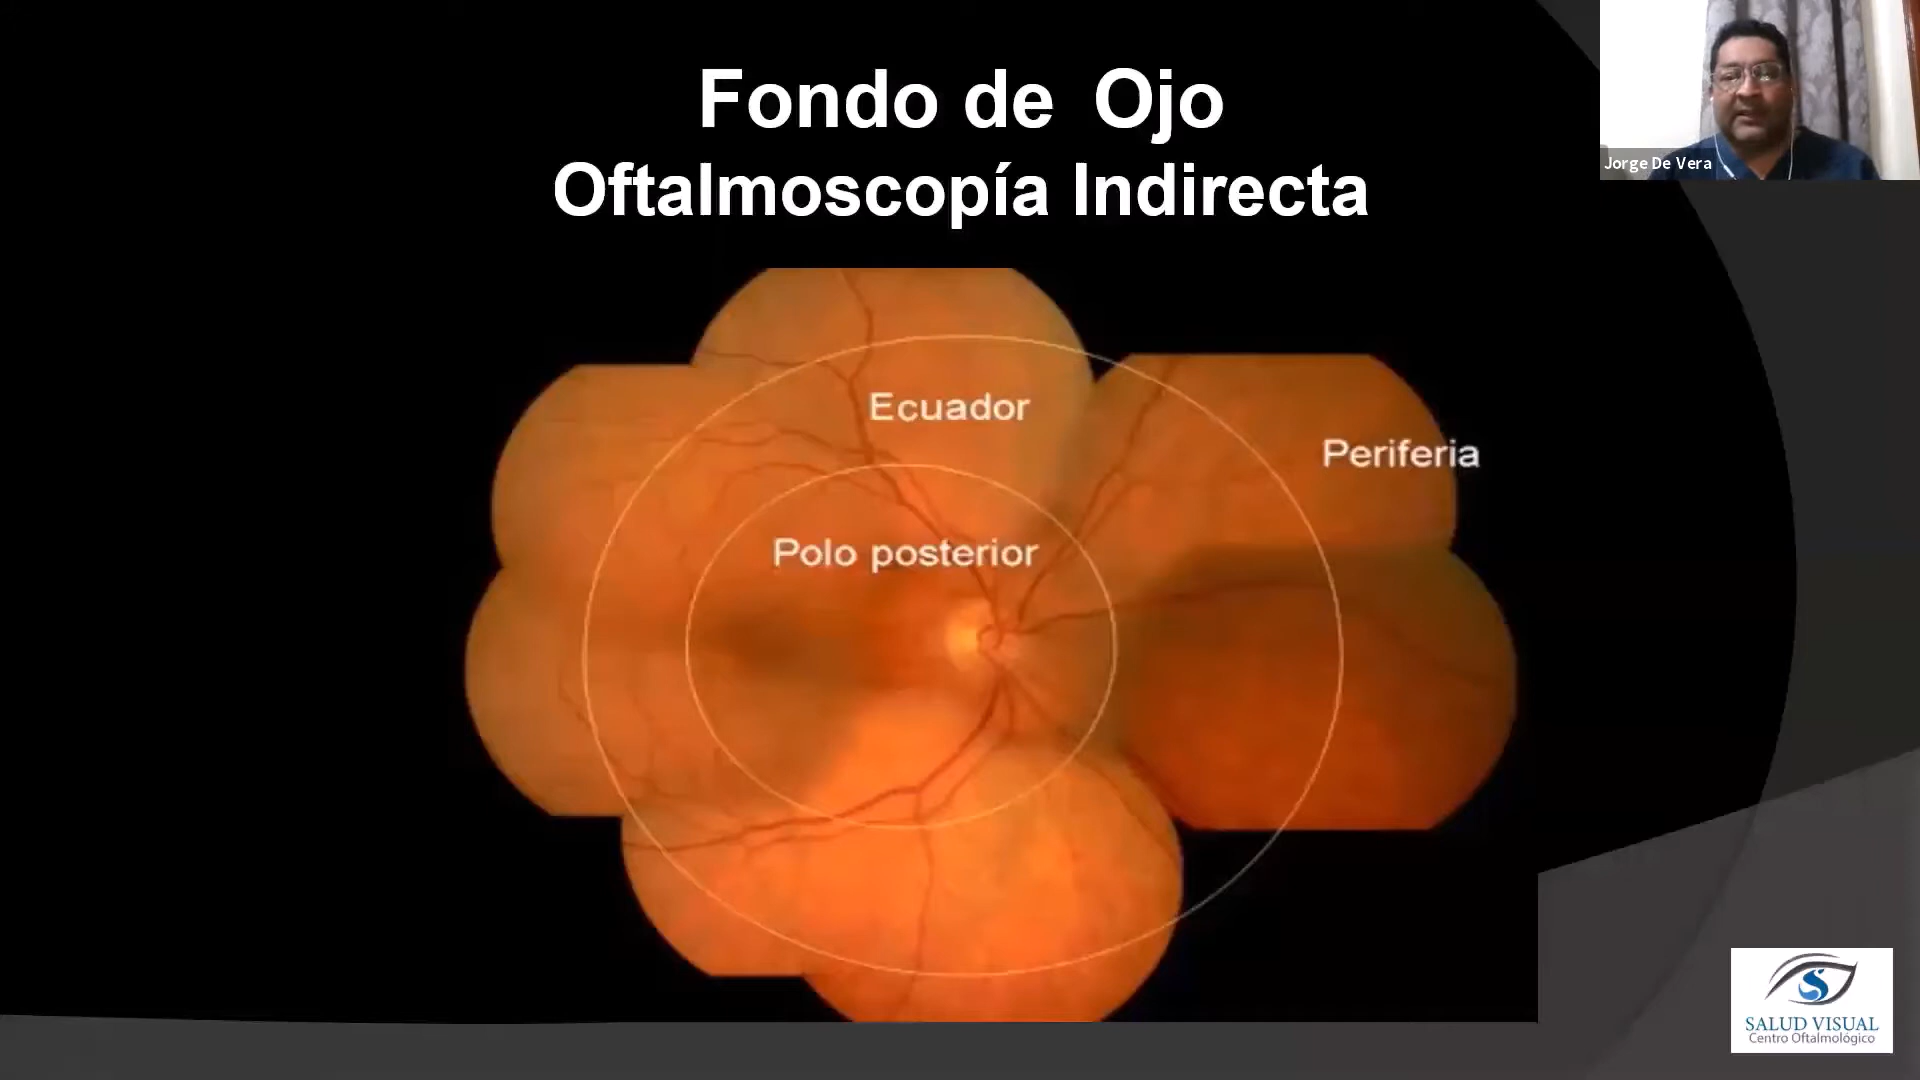 Fondo de Ojo
Oftalmoscopía Indirecta
Jorge De Vera
Ecuador
Periferia
Polo posterior
SALUD VISUAL
Centro Oftalmológico